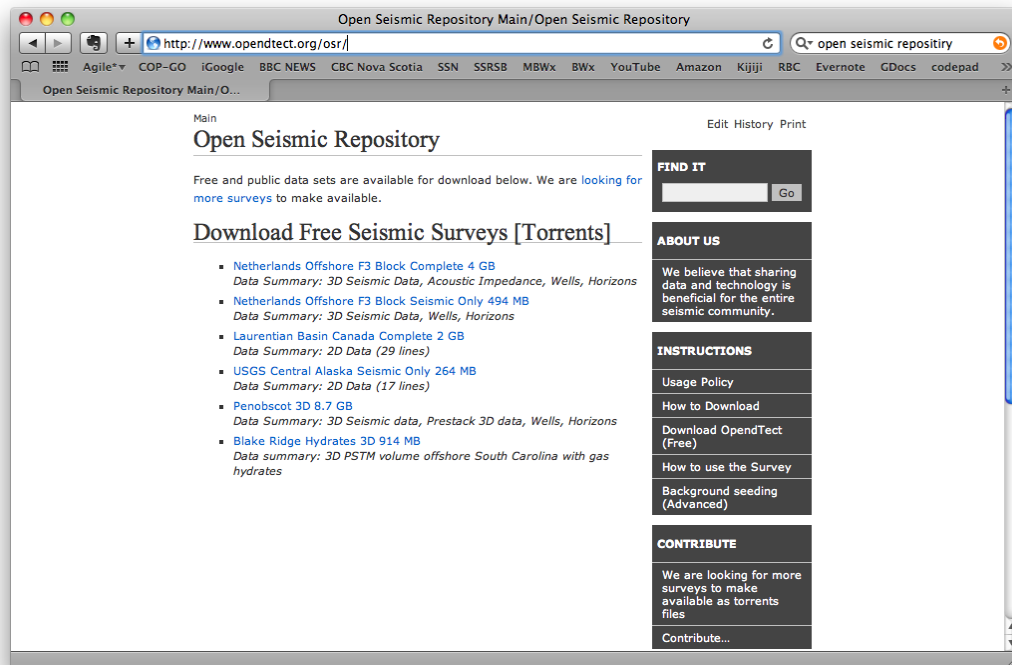 Open Seismic Repository Main/Open Seismic Repository
http://www.opendtect.org/osr/
open seismic repositiry
Agile* COP-GO iGoogle BBC NEWS CBC Nova Scotia SSN SSRSB MBWx BWx YouTube Amazon Kijiji RBC Evernote GDocs codepad
Open Seismic Repository Main/O...
Main
Open Seismic Repository
Edit History Print
Free and public data sets are available for download below. We are looking for
more surveys to make available.
Download Free Seismic Surveys [Torrents]
Netherlands Offshore F3 Block Complete 4 GB
Data Summary: 3D Seismic Data, Acoustic Impedance, Wells, Horizons
Netherlands Offshore F3 Block Seismic Only 494 MB
Data Summary: 3D Seismic Data, Wells, Horizons
Laurentian Basin Canada Complete 2 GB
Data Summary: 2D Data (29 lines)
USGS Central Alaska Seismic Only 264 MB
Data Summary: 2D Data (17 lines)
Penobscot 3D 8.7 GB
Data Summary: 3D Seismic data, Prestack 3D data, Wells, Horizons
Blake Ridge Hydrates 3D 914 MB
Data summary: 3D PSTM volume offshore South Carolina with gas
hydrates
FIND IT
Go
ABOUT US
We believe that sharing
data and technology is
beneficial for the entire
seismic community.
INSTRUCTIONS
Usage Policy
How to Download
Download OpendTect
(Free)
How to use the Survey
Background seeding
(Advanced)
CONTRIBUTE
We are looking for more
surveys to make
available as torrents
files
Contribute...